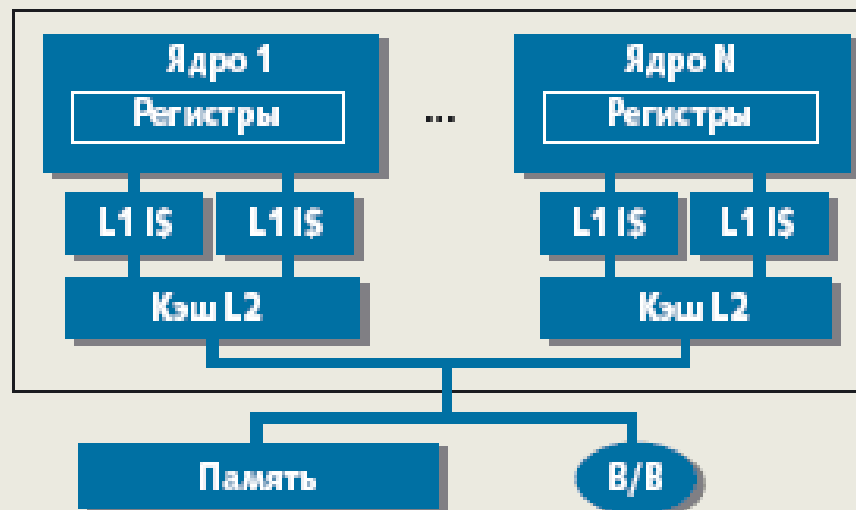 Ядро 1
Регистры
...
Ядро N
Регистры
L1 I$ L1 I$
L1 I$ L1 I$
Кэш L2
Кэш L2
Память
В/В